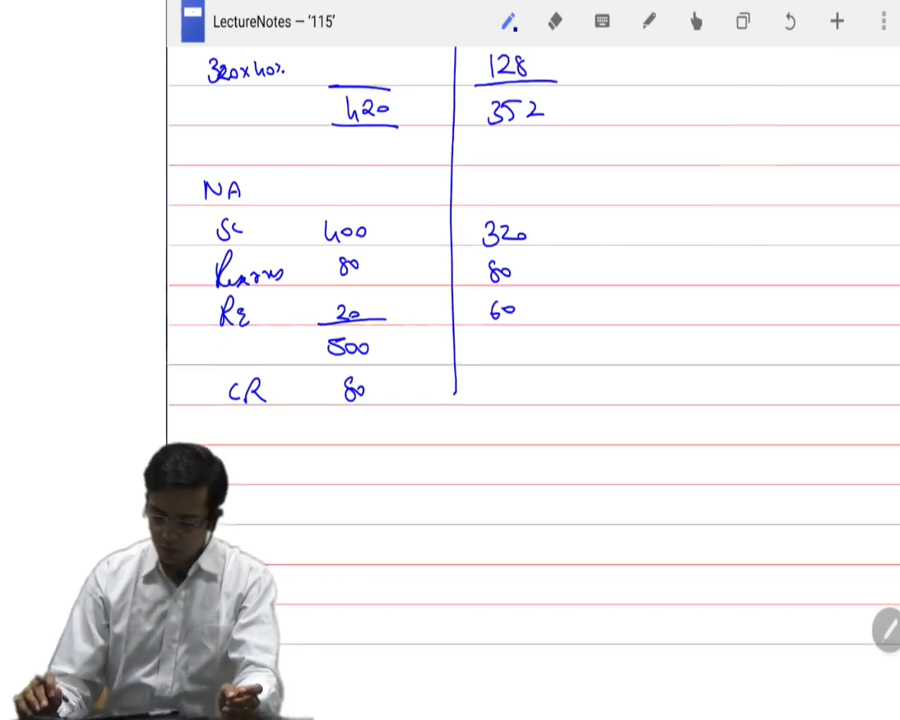 LectureNotes – '115'
320 x 40% 128
420 352
NA
SC 400 320
Reserves 80 80
RE 20 60
500
CR 80